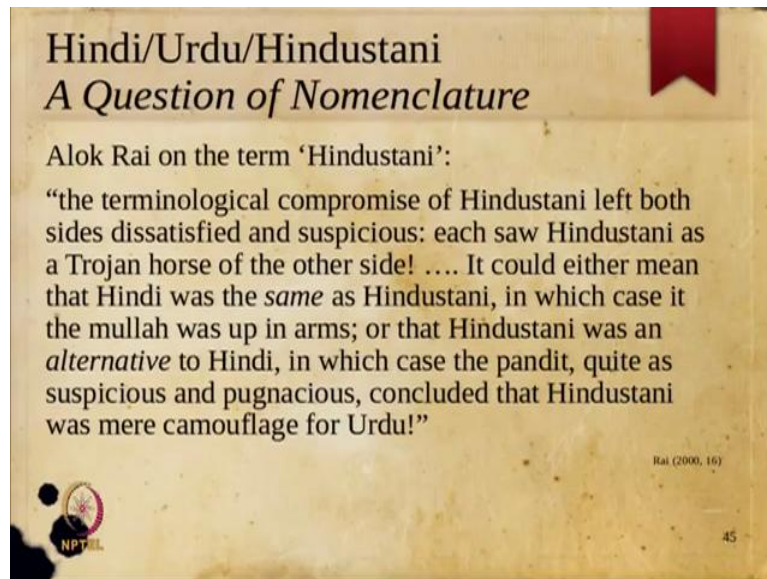 Hindi/Urdu/Hindustani
A Question of Nomenclature
Alok Rai on the term ‘Hindustani’:
“the terminological compromise of Hindustani left both
sides dissatisfied and suspicious: each saw Hindustani as
a Trojan horse of the other side! …. It could either mean
that Hindi was the same as Hindustani, in which case it
the mullah was up in arms; or that Hindustani was an
alternative to Hindi, in which case the pandit, quite as
suspicious and pugnacious, concluded that Hindustani
was mere camouflage for Urdu!”
Rai (2000, 16)
NPTEL
45